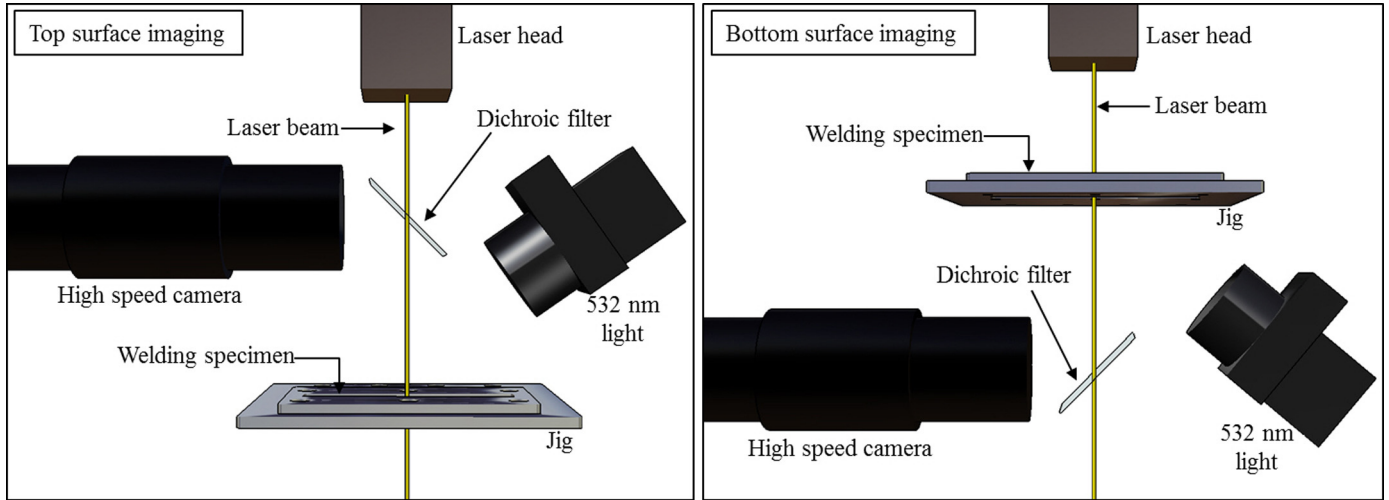 Top surface imaging
Laser head
Laser beam
Dichroic filter
High speed camera
532 nm
light
Welding specimen
Jig
Bottom surface imaging
Laser head
Laser beam
Welding specimen
Jig
Dichroic filter
High speed camera
532 nm
light